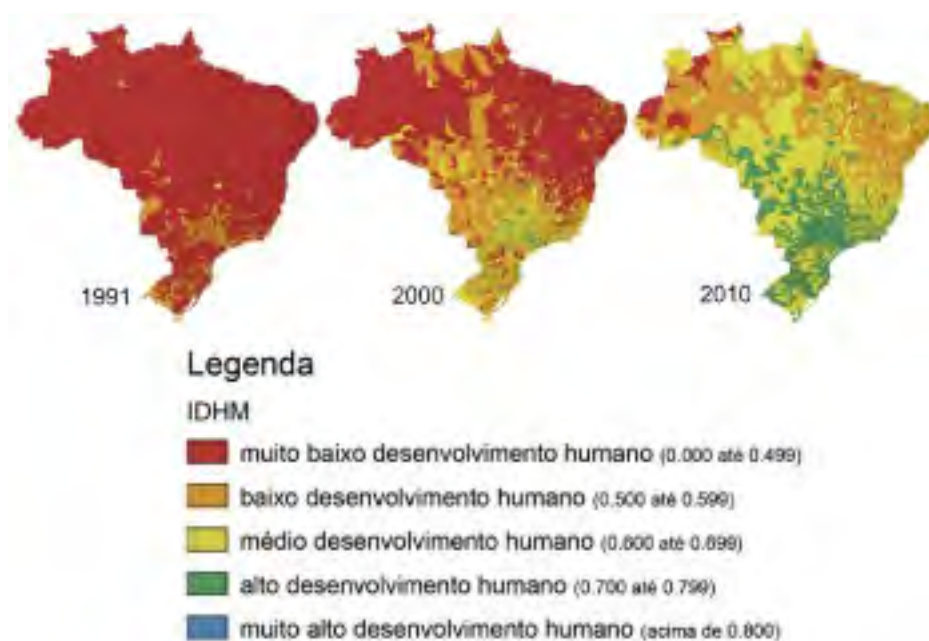 1991
2000
2010
Legenda
IDHM
muito baixo desenvolvimento humano (0.000 até 0.499)
baixo desenvolvimento humano (0.500 até 0.599)
médio desenvolvimento humano (0.600 até 0.699)
alto desenvolvimento humano (0.700 até 0.799)
muito alto desenvolvimento humano (acima de 0.800)